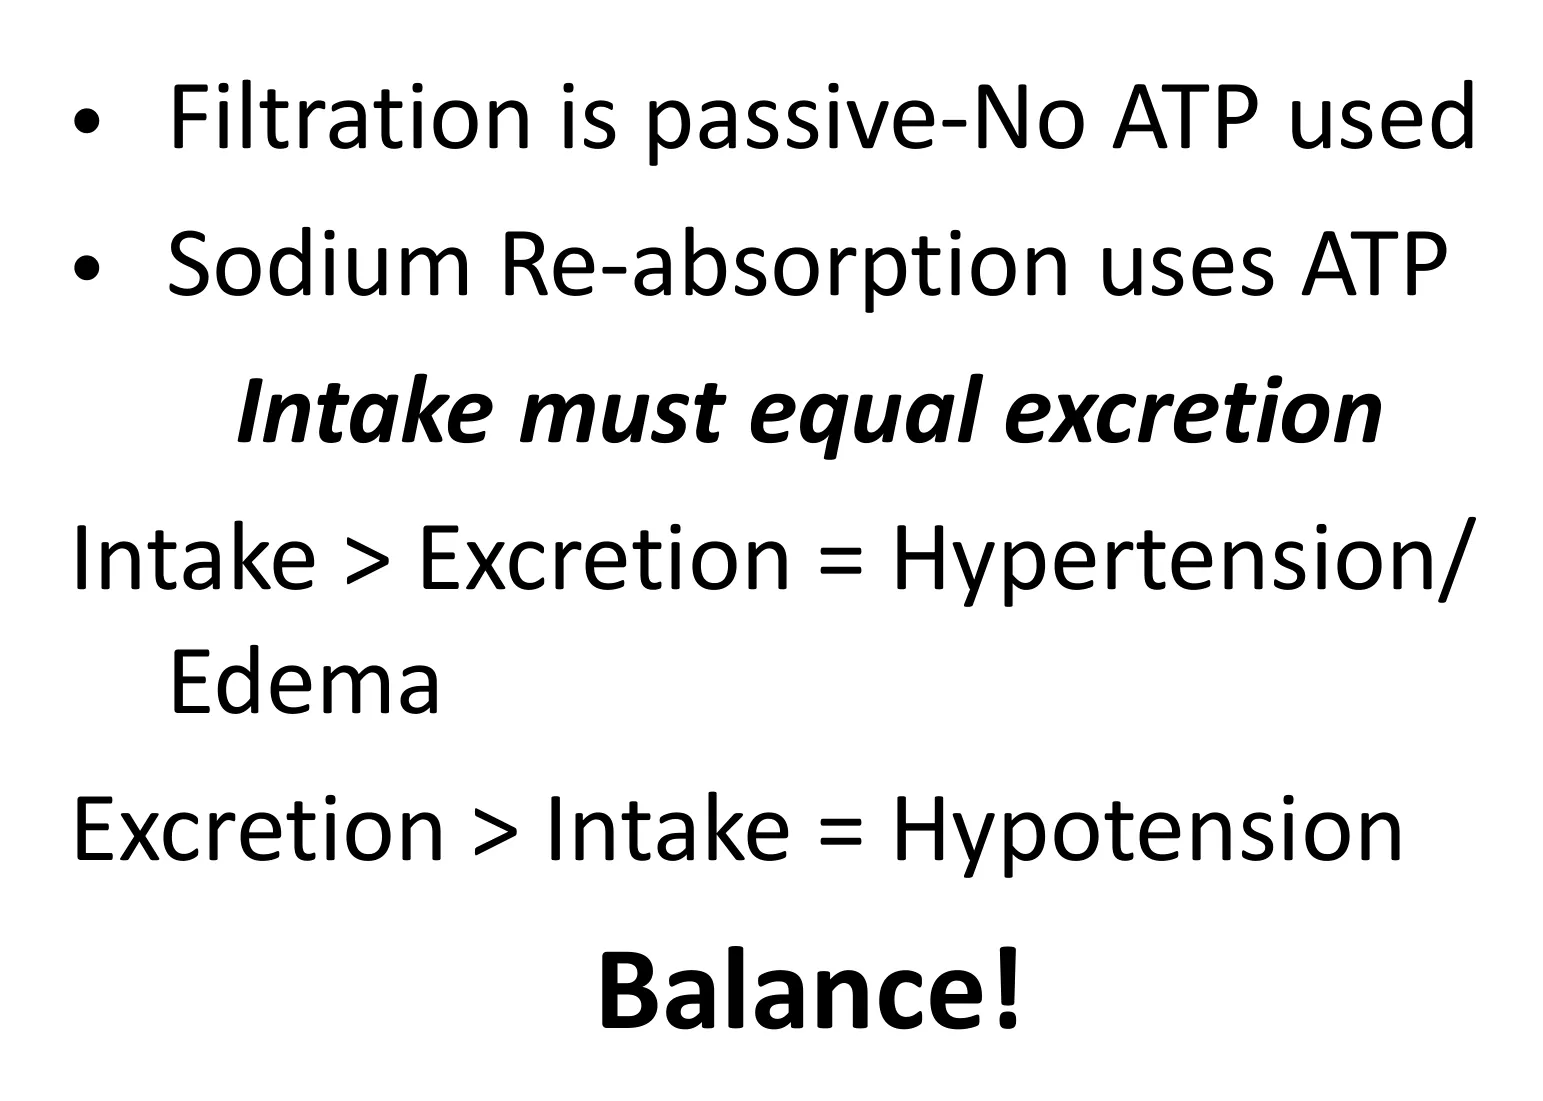 • Filtration is passive-No ATP used
• Sodium Re-absorption uses ATP
Intake must equal excretion
Intake > Excretion = Hypertension/
Edema
Excretion > Intake = Hypotension
Balance!